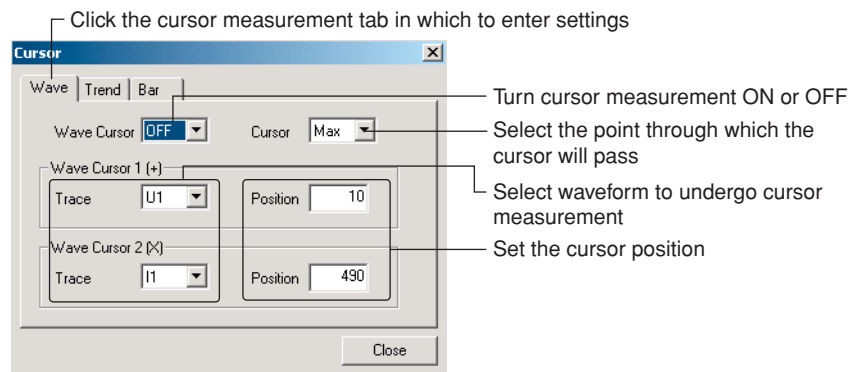 Click the cursor measurement tab in which to enter settings
Cursor
Wave Trend Bar
Turn cursor measurement ON or OFF
Wave Cursor OFF Cursor Max
Select the point through which the
cursor will pass
Wave Cursor 1 (+)
Trace U1 Position 10
Select waveform to undergo cursor
measurement
Wave Cursor 2 (X)
Set the cursor position
Trace I1 Position 490
Close